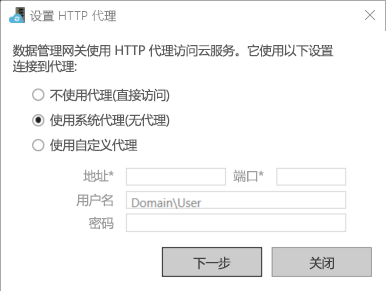 设置 HTTP 代理
数据管理网关使用 HTTP 代理访问云服务。它使用以下设置
连接到代理:
不使用代理(直接访问)
使用系统代理(无代理)
使用自定义代理
地址* 端口*
用户名 Domain\User
密码
下一步 关闭